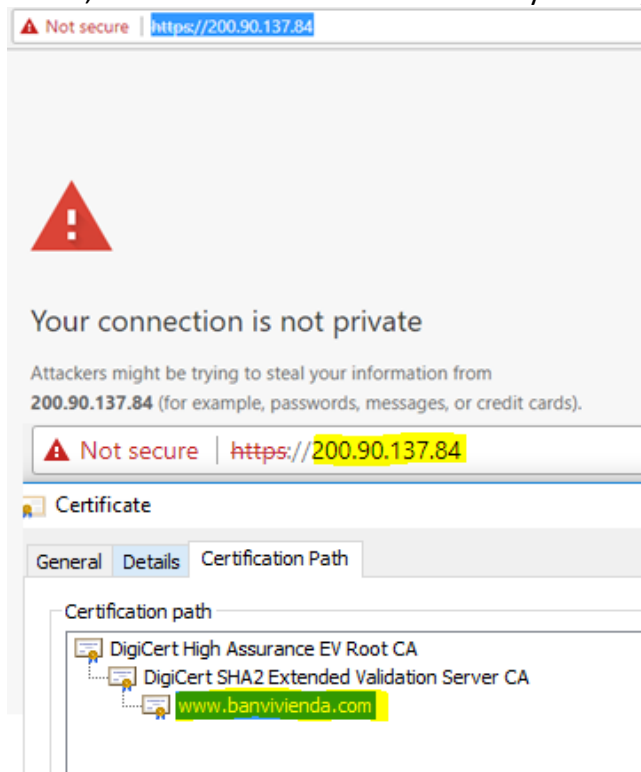 Not secure | https://200.90.137.84
Your connection is not private
Attackers might be trying to steal your information from
200.90.137.84 (for example, passwords, messages, or credit cards).
Not secure | https://200.90.137.84
Certificate
General Details Certification Path
Certification path
DigiCert High Assurance EV Root CA
DigiCert SHA2 Extended Validation Server CA
www.banvivienda.com